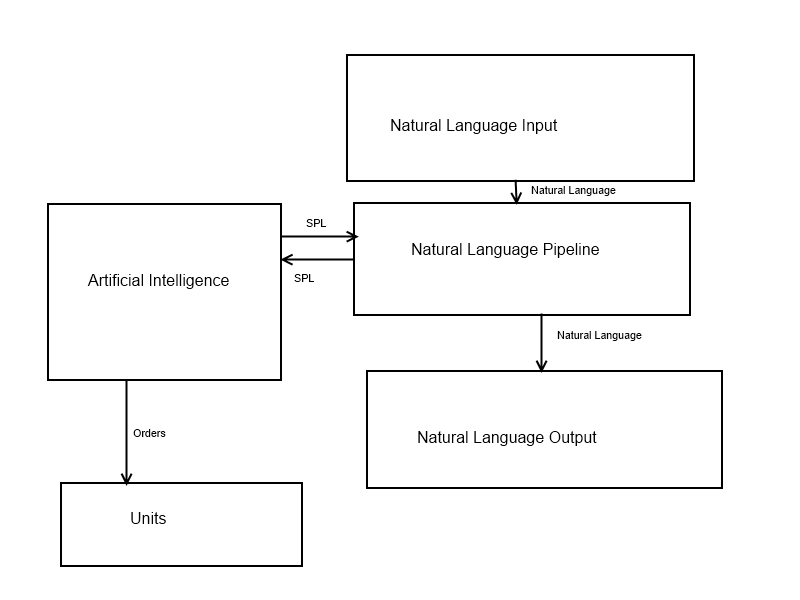 Natural Language Input
Natural Language
SPL
Natural Language Pipeline
SPL
Artificial Intelligence
Natural Language
Orders
Natural Language Output
Units